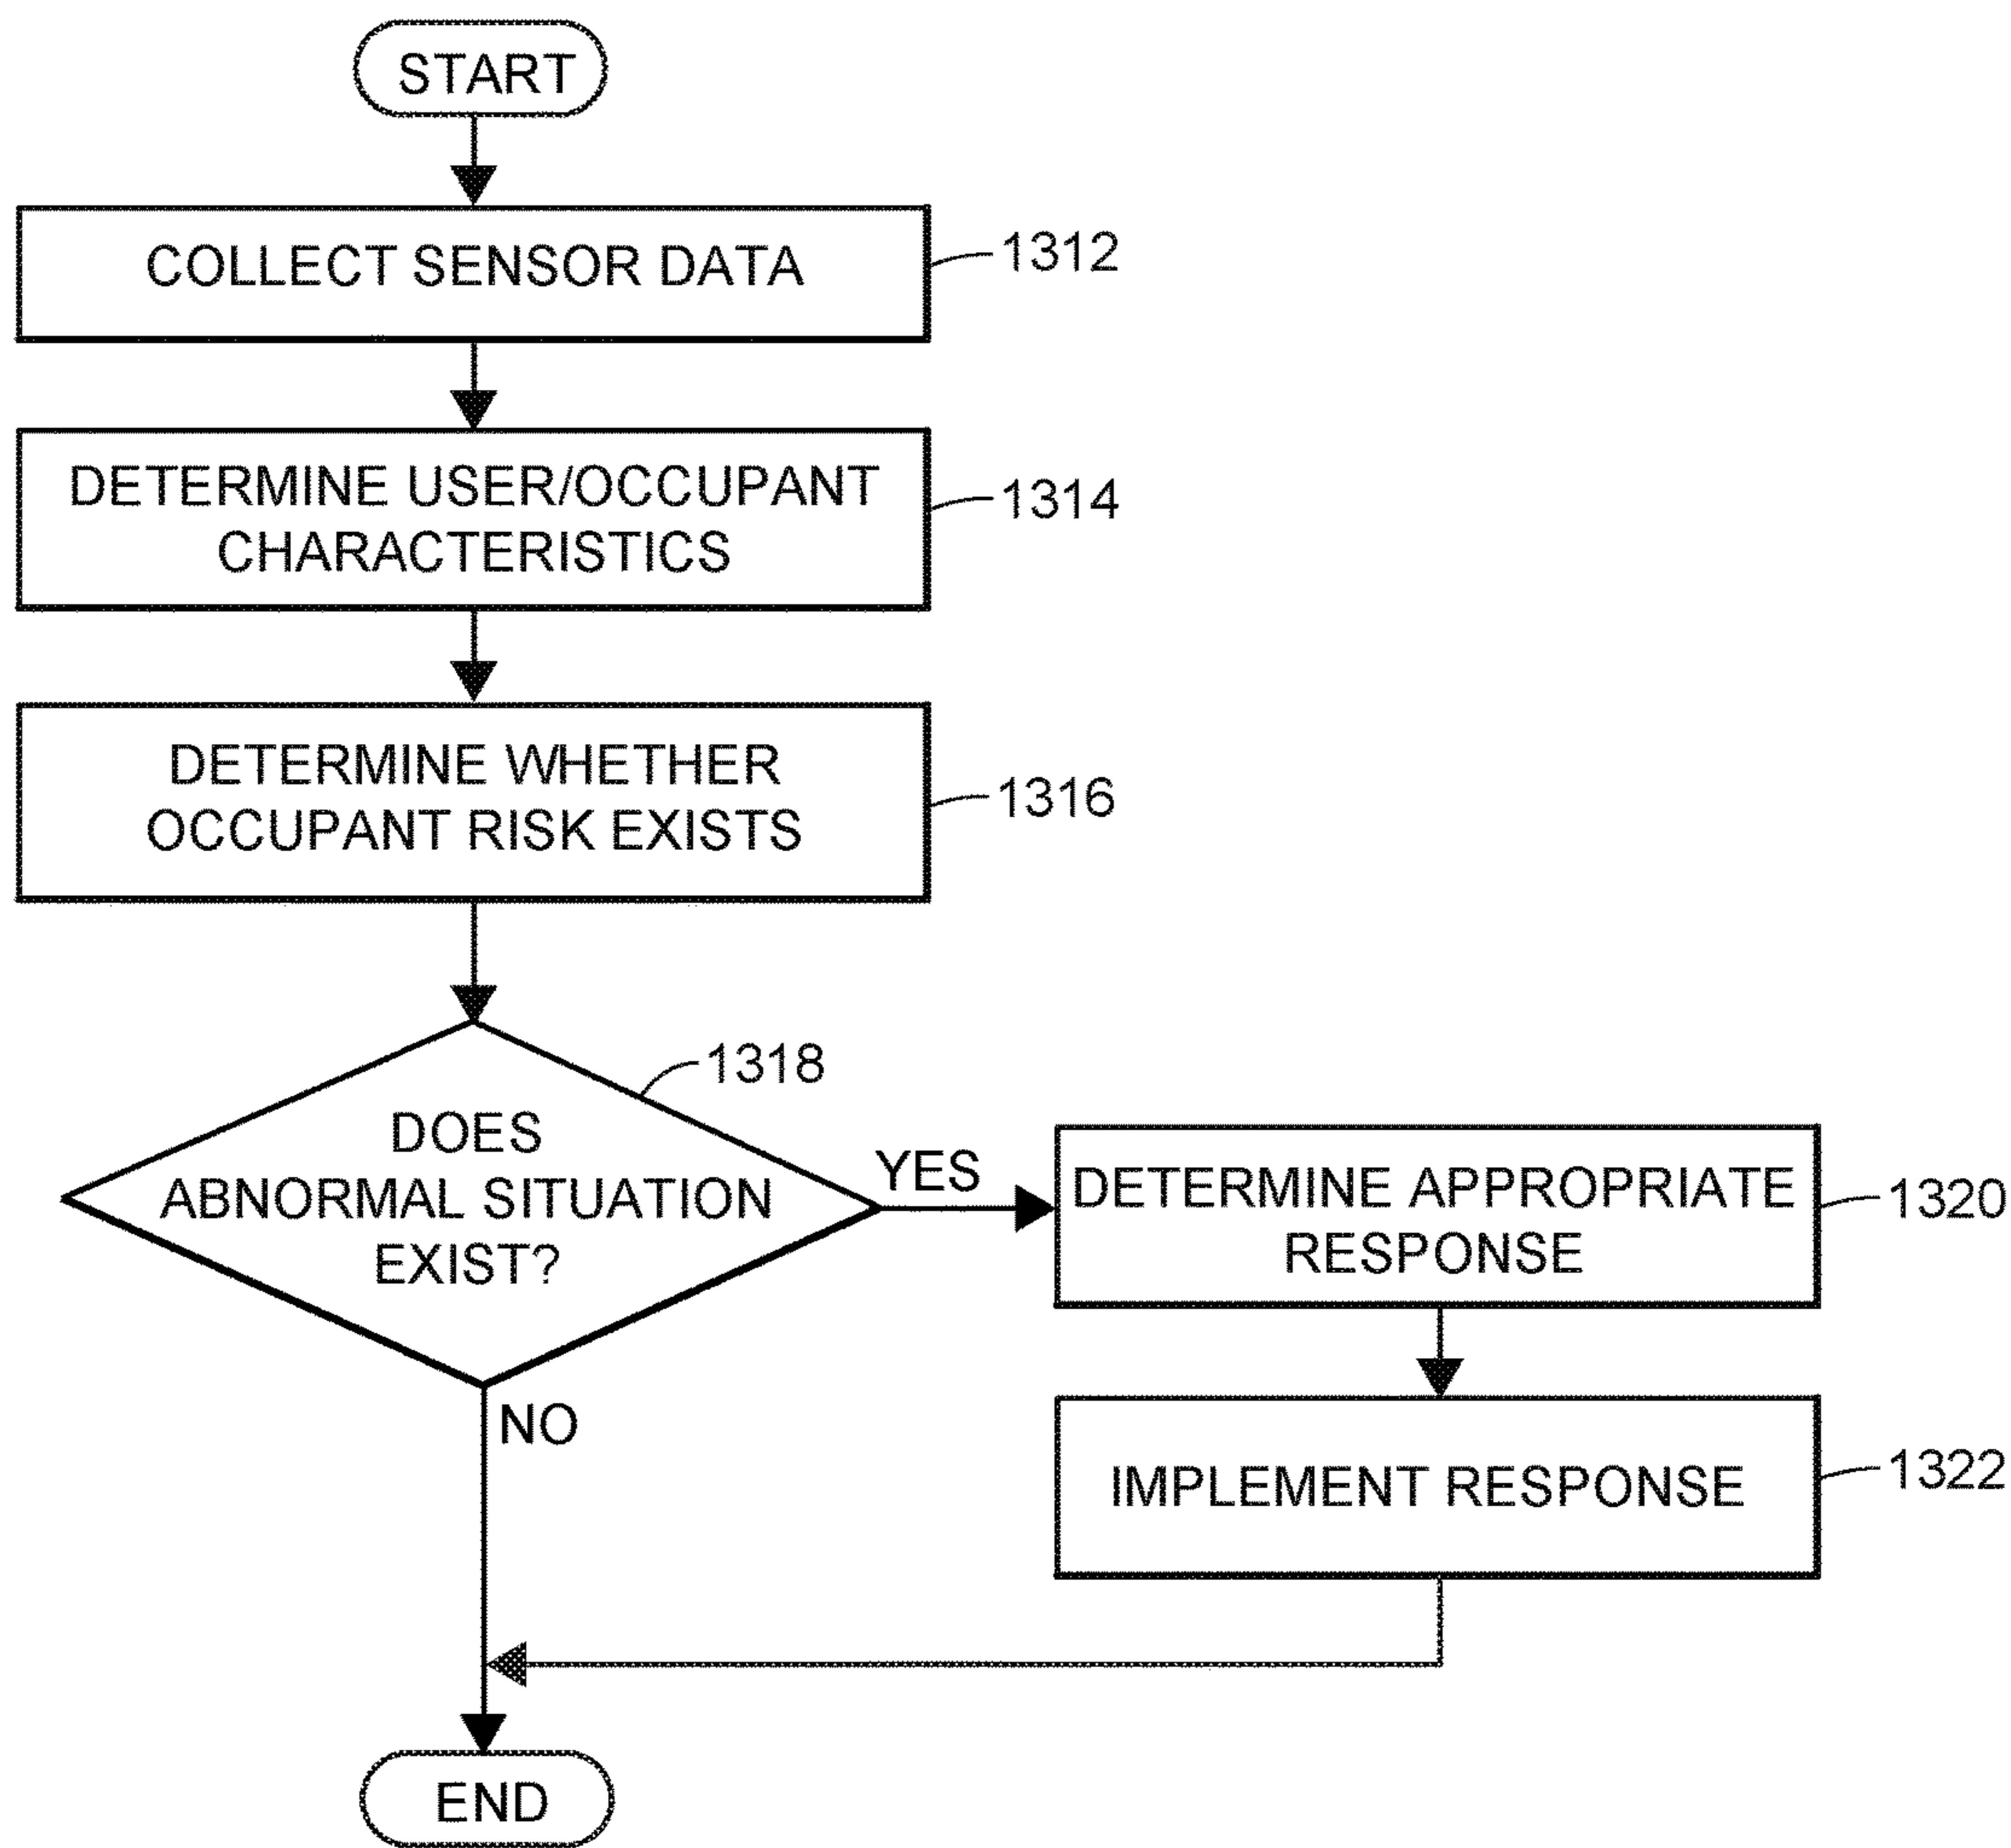 START
COLLECT SENSOR DATA
1312
DETERMINE USER/OCCUPANT
CHARACTERISTICS
1314
DETERMINE WHETHER
OCCUPANT RISK EXISTS
1316
1318
DOES
ABNORMAL SITUATION
EXIST?
YES
DETERMINE APPROPRIATE
RESPONSE
1320
NO
IMPLEMENT RESPONSE
1322
END